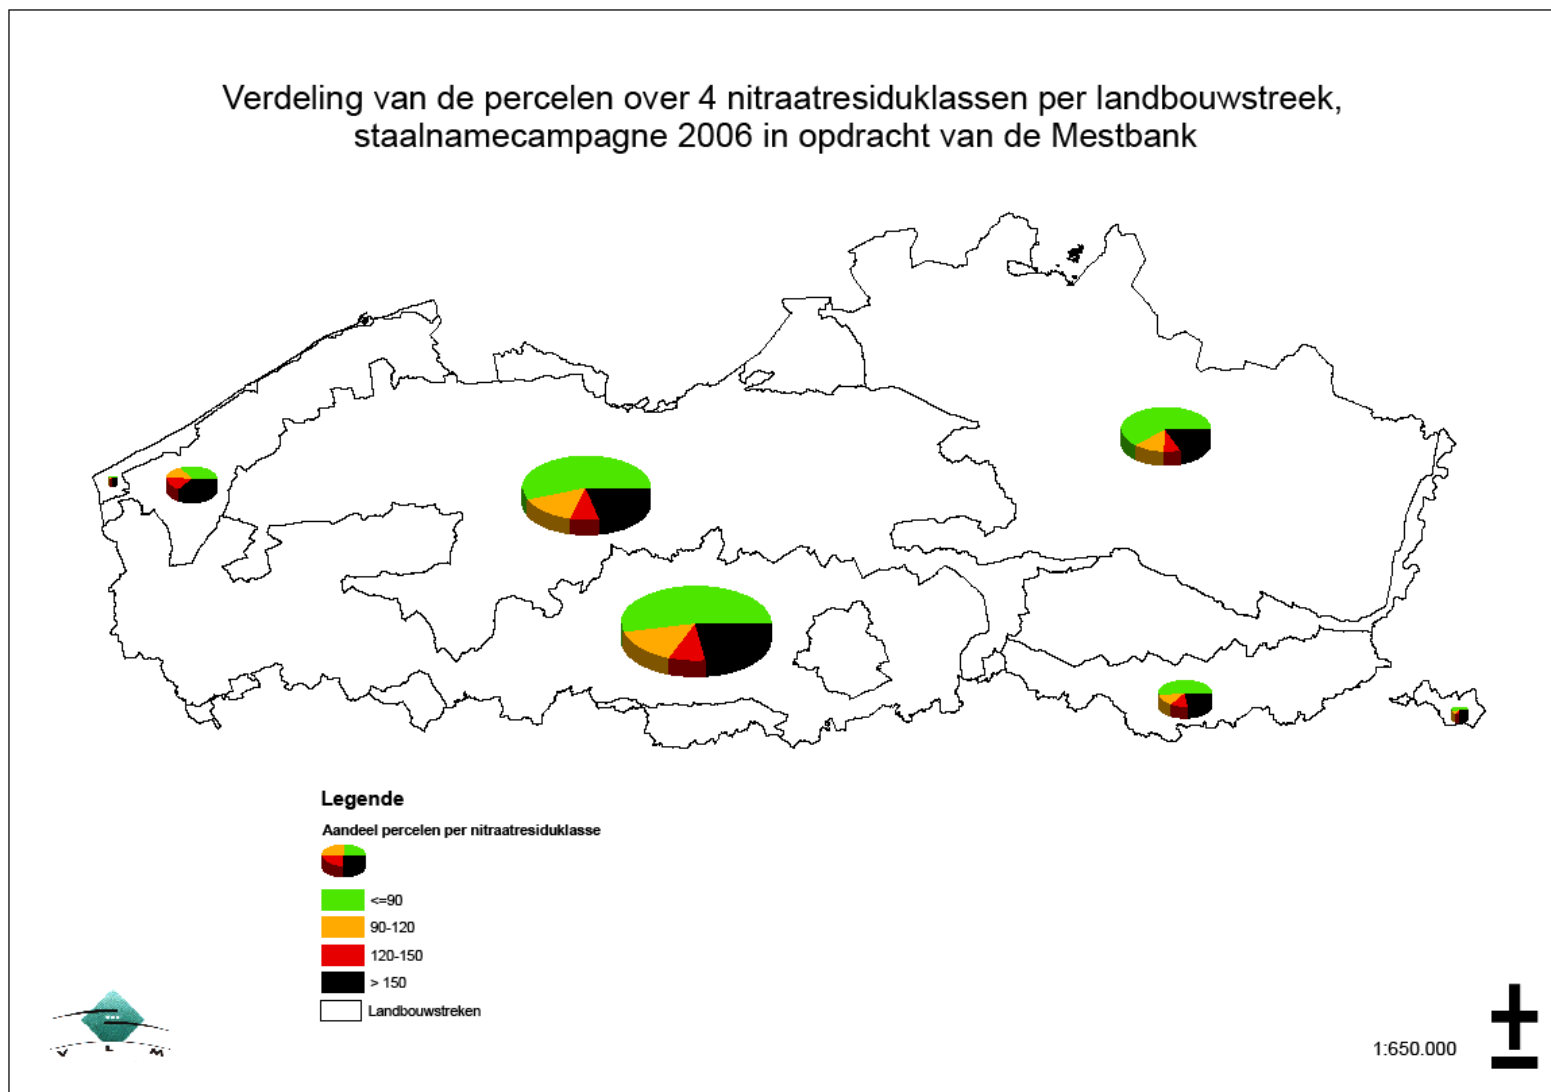 Verdeling van de percelen over 4 nitraatresiduklassen per landbouwstreek,
staalnamecampagne 2006 in opdracht van de Mestbank
Legende
Aandeel percelen per nitraatresiduklasse
<=90
90-120
120-150
> 150
Landbouwstreken
V L M
1:650.000